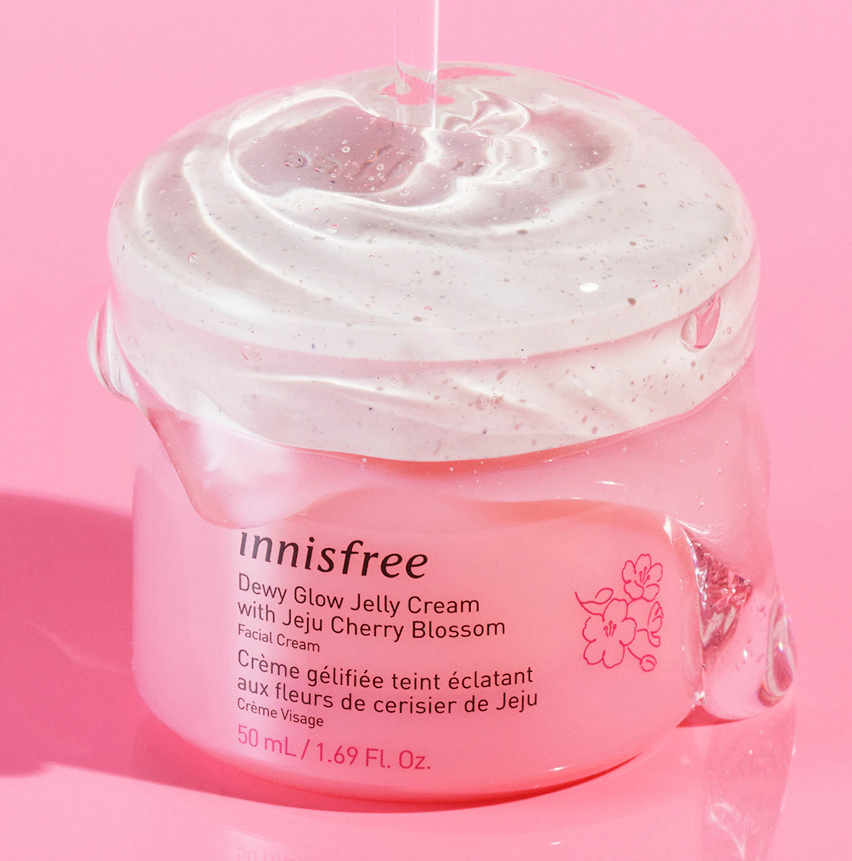 innisfree
Dewy Glow Jelly Cream
with Jeju Cherry Blossom
Facial Cream
Crème gélifiée teint éclatant
aux fleurs de cerisier de Jeju
Crème Visage
50 mL / 1.69 Fl. Oz.